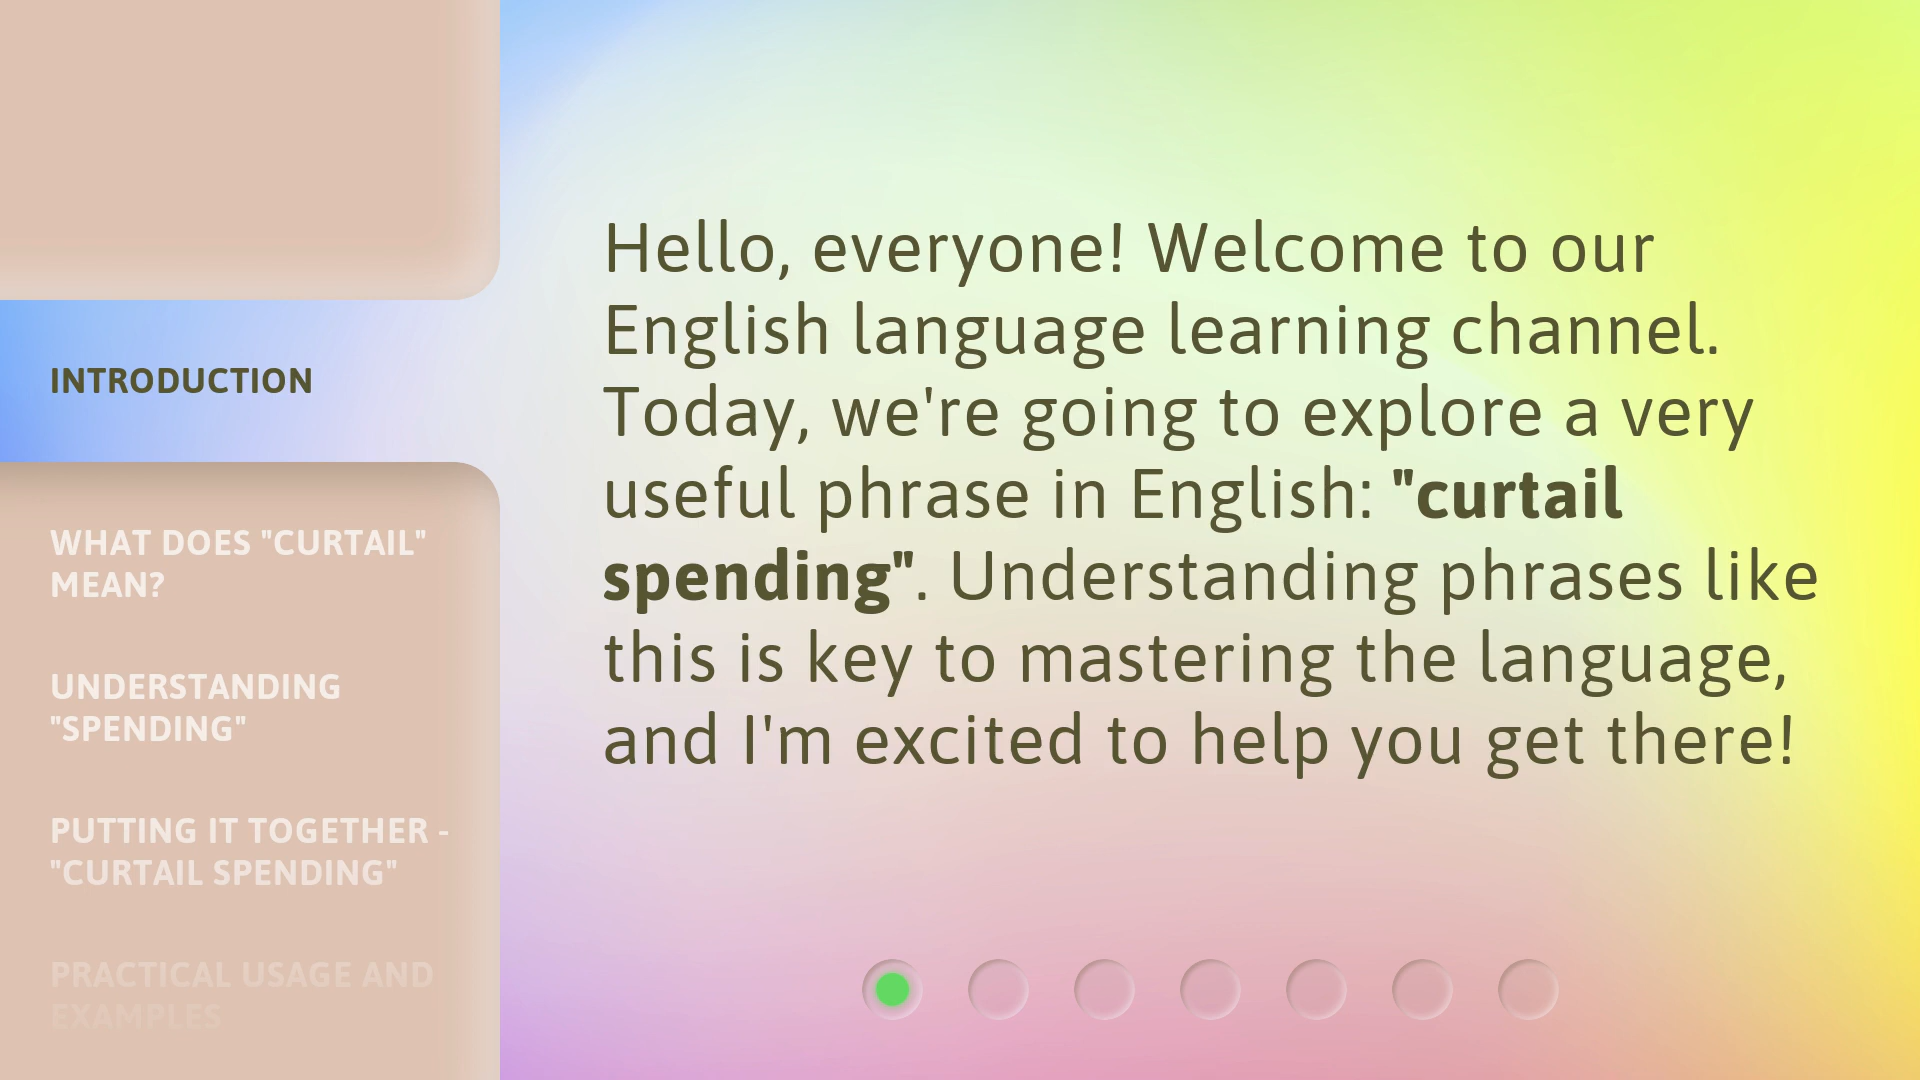 INTRODUCTION
WHAT DOES "CURTAIL"
MEAN?
UNDERSTANDING
"SPENDING"
PUTTING IT TOGETHER -
"CURTAIL SPENDING"
PRACTICAL USAGE AND
EXAMPLES
Hello, everyone! Welcome to our
English language learning channel.
Today, we're going to explore a very
useful phrase in English: "curtail
spending". Understanding phrases like
this is key to mastering the language,
and I'm excited to help you get there!